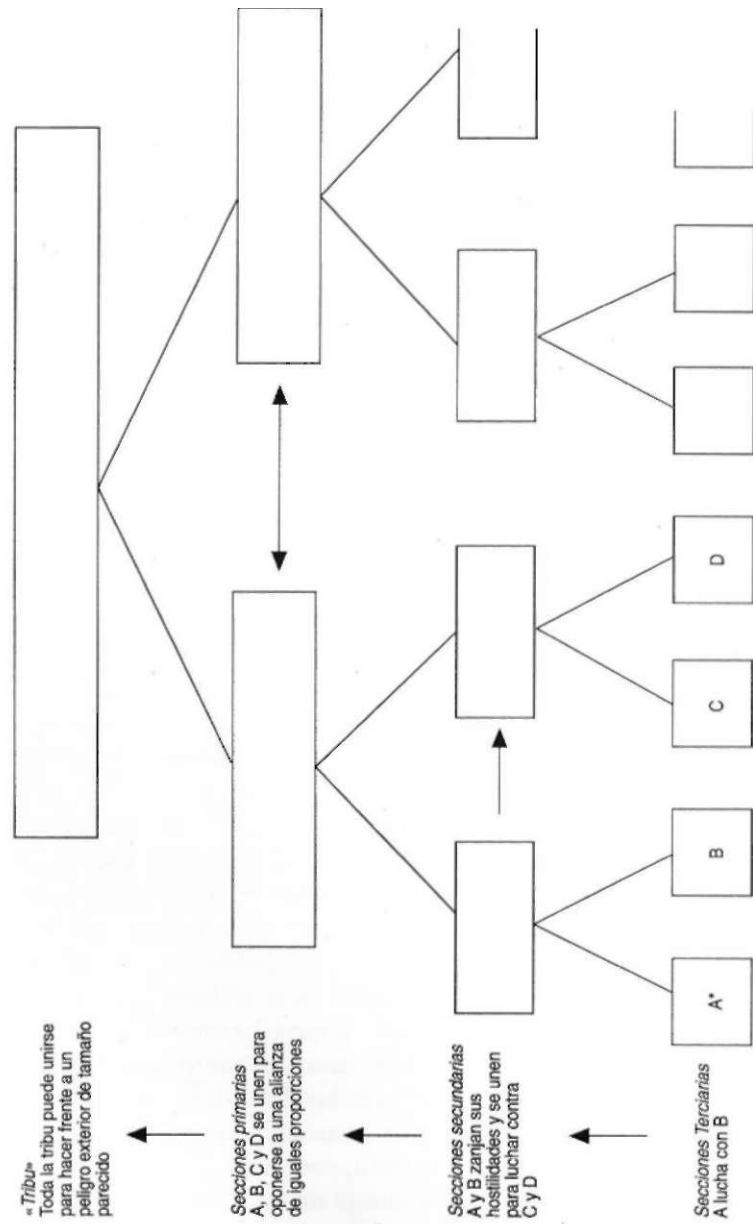 «Tribu»
Toda la tribu puede unirse
para hacer frente a un
peligro exterior de tamaño
parecido
Secciones primarias
A, B, C y D se unen para
oponerse a una alianza
de iguales proporciones
Secciones secundarias
A y B zanjan sus
hostilidades y se unen
para luchar contra
C y D
Secciones Terciarias
A lucha con B
A*
B
C
D